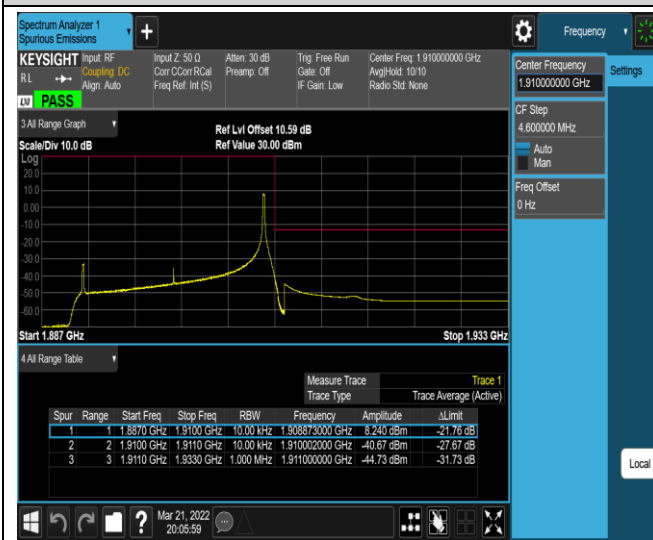 Spectrum Analyzer 1
Spurious Emissions
Frequency
KEYSIGHT
RL
Input: RF
Coupling: DC
Align: Auto
Input Z: 50 Ω
Corr CCorr RCal
Freq Ref: Int (S)
Atten: 30 dB
Preamp: Off
Trig: Free Run
Gate: Off
IF Gain: Low
Center Freq: 1.910000000 GHz
Avg|Hold: 10/10
Radio Std: None
LXI PASS
Center Frequency
1.910000000 GHz
Settings
CF Step
4.600000 MHz
Auto
Man
Freq Offset
0 Hz
3 All Range Graph
Scale/Div 10.0 dB
Ref Lvl Offset 10.59 dB
Ref Value 30.00 dBm
Log
20.0
10.0
0.00
-10.0
-20.0
-30.0
-40.0
-50.0
-60.0
Start 1.887 GHz
Stop 1.933 GHz
4 All Range Table
Measure Trace Trace 1
Trace Type Trace Average (Active)
Spur Range Start Freq Stop Freq RBW Frequency Amplitude ΔLimit
1 1 1.8870 GHz 1.9100 GHz 10.00 kHz 1.908873000 GHz 8.240 dBm -21.76 dB
2 2 1.9100 GHz 1.9110 GHz 10.00 kHz 1.910002000 GHz -40.67 dBm -27.67 dB
3 3 1.9110 GHz 1.9330 GHz 1.000 MHz 1.911000000 GHz -44.73 dBm -31.73 dB
Local
Mar 21, 2022
20:05:59